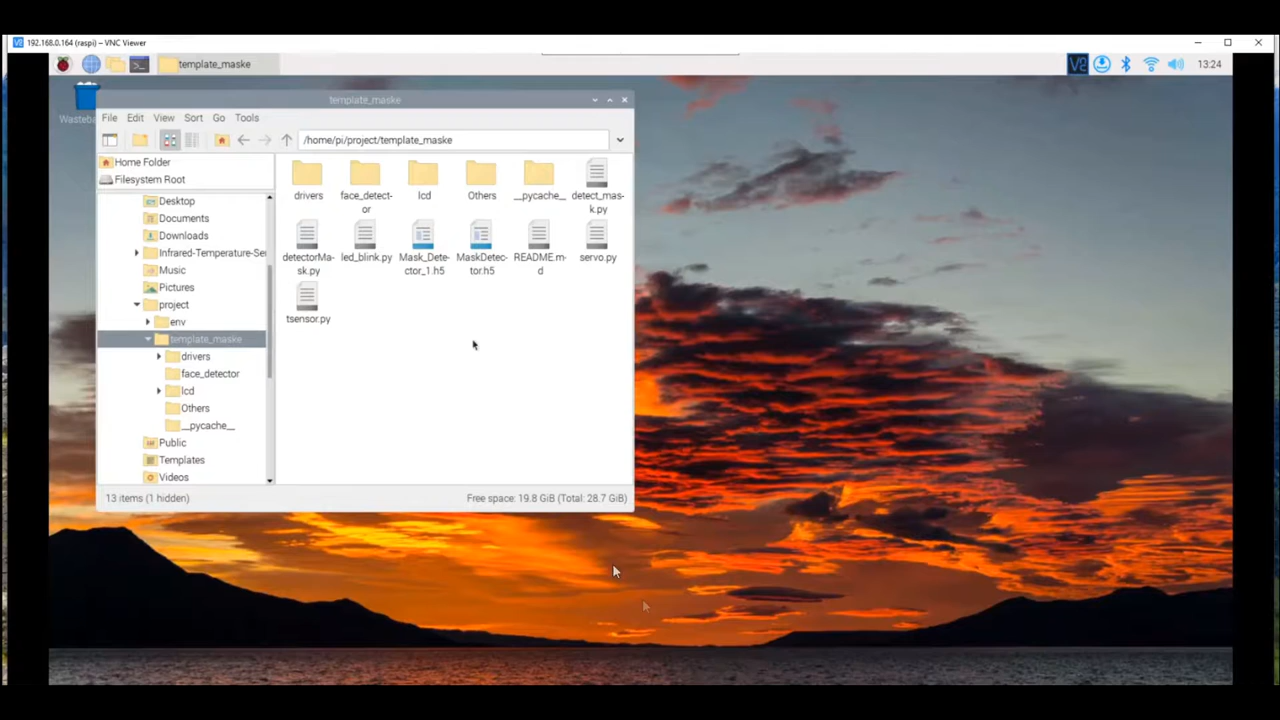 192.168.0.164 (raspi) – VNC Viewer
template_maske
13:24
template_maske
File Edit View Sort Go Tools
/home/pi/project/template_maske
Home Folder
Filesystem Root
Desktop
Documents
Downloads
Infrared-Temperature-Se
Music
Pictures
project
env
template_maske
drivers
face_detector
lcd
Others
__pycache__
Public
Templates
Videos
drivers
face_detect-
or
lcd
Others
__pycache__
detect_mas-
k.py
detectorMa-
sk.py
led_blink.py
Mask_Dete-
ctor_1.h5
MaskDetec-
tor.h5
README.m-
d
servo.py
tsensor.py
13 items (1 hidden)
Free space: 19.8 GiB (Total: 28.7 GiB)